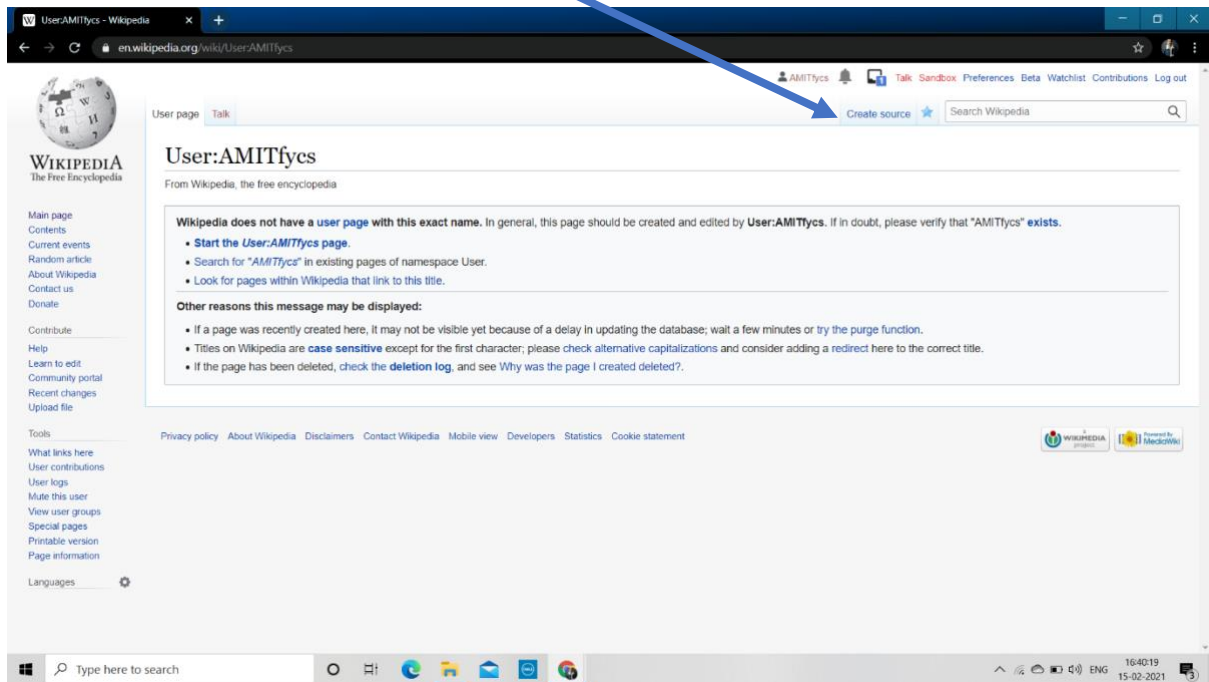 User:AMITfycs - Wikipedia
en.wikipedia.org/wiki/User:AMITfycs
AMITfycs Talk Sandbox Preferences Beta Watchlist Contributions Log out
User page Talk Create source Search Wikipedia
WIKIPEDIA
The Free Encyclopedia
User:AMITfycs
From Wikipedia, the free encyclopedia
Wikipedia does not have a user page with this exact name. In general, this page should be created and edited by User:AMITfycs. If in doubt, please verify that "AMITfycs" exists.
• Start the User:AMITfycs page.
• Search for "AMITfycs" in existing pages of namespace User.
• Look for pages within Wikipedia that link to this title.
Other reasons this message may be displayed:
• If a page was recently created here, it may not be visible yet because of a delay in updating the database; wait a few minutes or try the purge function.
• Titles on Wikipedia are case sensitive except for the first character; please check alternative capitalizations and consider adding a redirect here to the correct title.
• If the page has been deleted, check the deletion log, and see Why was the page I created deleted?.
Main page
Contents
Current events
Random article
About Wikipedia
Contact us
Donate
Contribute
Help
Learn to edit
Community portal
Recent changes
Upload file
Tools
What links here
User contributions
User logs
Mute this user
View user groups
Special pages
Printable version
Page information
Languages
Privacy policy About Wikipedia Disclaimers Contact Wikipedia Mobile view Developers Statistics Cookie statement
A
WIKIMEDIA
project
Powered By
MediaWiki
Type here to search
ENG
16:40:19
15-02-2021
3